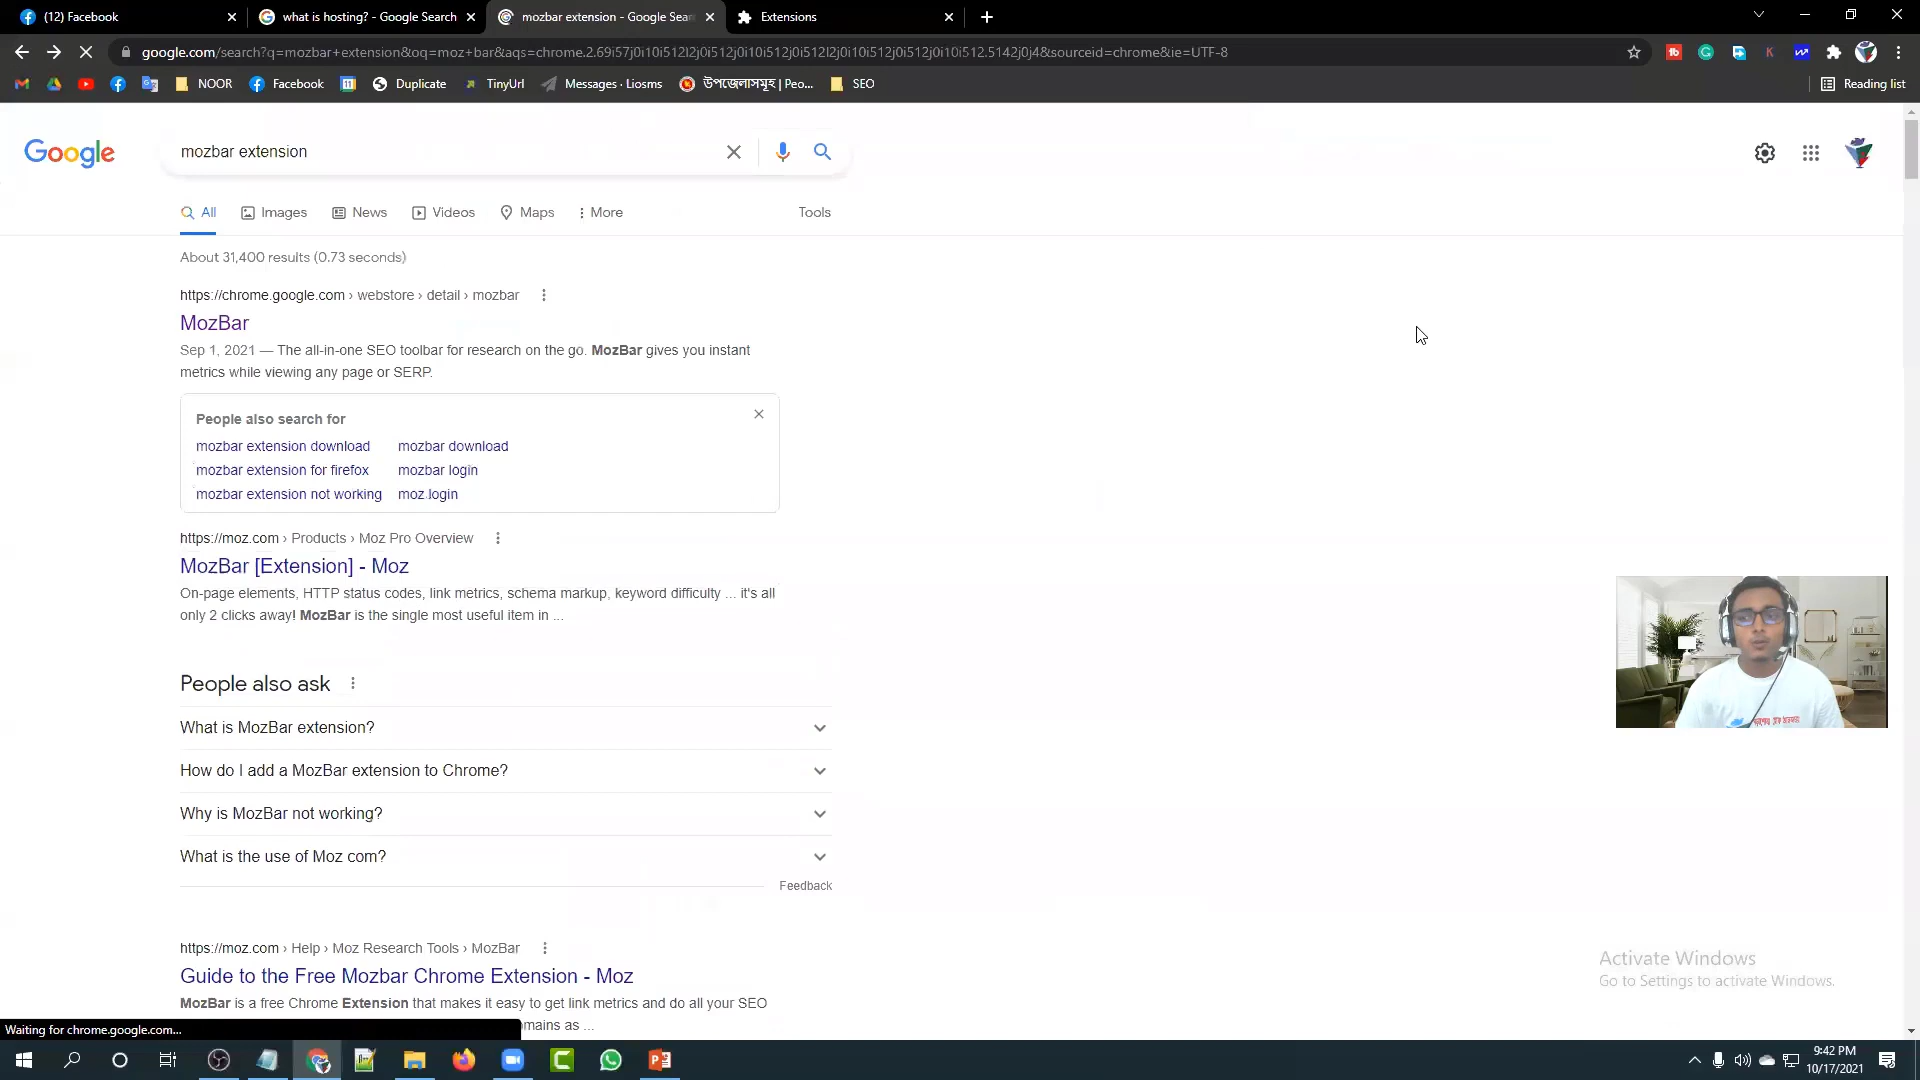 (12) Facebook
what is hosting? - Google Search
mozbar extension - Google Sear
Extensions
google.com/search?q=mozbar+extension&oq=moz+bar&aqs=chrome.2.69i57j0i10i512l2j0i512j0i10i512j0i512l2j0i10i512j0i512j0i10i512.5142j0j4&sourceid=chrome&ie=UTF-8
NOOR
Facebook
Duplicate
TinyUrl
Messages · Liosms
উপজেলাসমূহ | Peo...
SEO
Reading list
Google
mozbar extension
All
Images
News
Videos
Maps
More
Tools
About 31,400 results (0.73 seconds)
https://chrome.google.com › webstore › detail › mozbar
MozBar
Sep 1, 2021 — The all-in-one SEO toolbar for research on the go. MozBar gives you instant
metrics while viewing any page or SERP.
People also search for
mozbar extension download
mozbar download
mozbar extension for firefox
mozbar login
mozbar extension not working
moz login
https://moz.com › Products › Moz Pro Overview
MozBar [Extension] - Moz
On-page elements, HTTP status codes, link metrics, schema markup, keyword difficulty ... it's all
only 2 clicks away! MozBar is the single most useful item in ...
People also ask
What is MozBar extension?
How do I add a MozBar extension to Chrome?
Why is MozBar not working?
What is the use of Moz com?
Feedback
https://moz.com › Help › Moz Research Tools › MozBar
Guide to the Free Mozbar Chrome Extension - Moz
MozBar is a free Chrome Extension that makes it easy to get link metrics and do all your SEO
mains as ...
Activate Windows
Go to Settings to activate Windows.
Waiting for chrome.google.com...
9:42 PM
10/17/2021